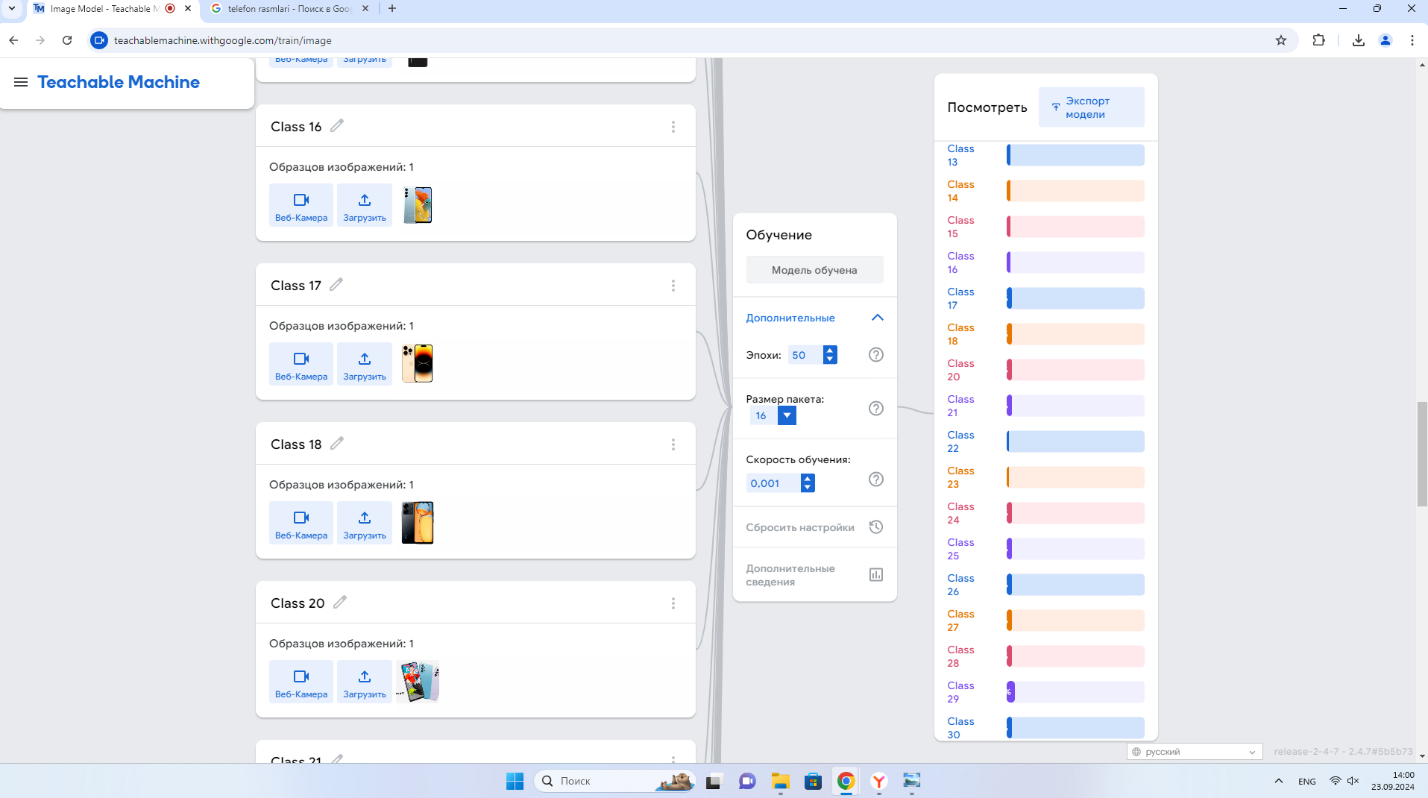 Image Model - Teachable M
telefon rasmlari - Поиск в Goo
teachablemachine.withgoogle.com/train/image
Teachable Machine
Веб-Камера
Загрузить
Class 16
Образцов изображений: 1
Веб-Камера
Загрузить
Class 17
Образцов изображений: 1
Веб-Камера
Загрузить
Class 18
Образцов изображений: 1
Веб-Камера
Загрузить
Class 20
Образцов изображений: 1
Веб-Камера
Загрузить
Class 21
Обучение
Модель обучена
Дополнительные
Эпохи: 50
Размер пакета:
16
Скорость обучения:
0,001
Сбросить настройки
Дополнительные
сведения
Посмотреть
Экспорт
модели
Class
13
Class
14
Class
15
Class
16
Class
17
Class
18
Class
20
Class
21
Class
22
Class
23
Class
24
Class
25
Class
26
Class
27
Class
28
Class
29
Class
30
русский
release-2-4-7 - 2.4.7#5b5b73
Поиск
ENG
14:00
23.09.2024